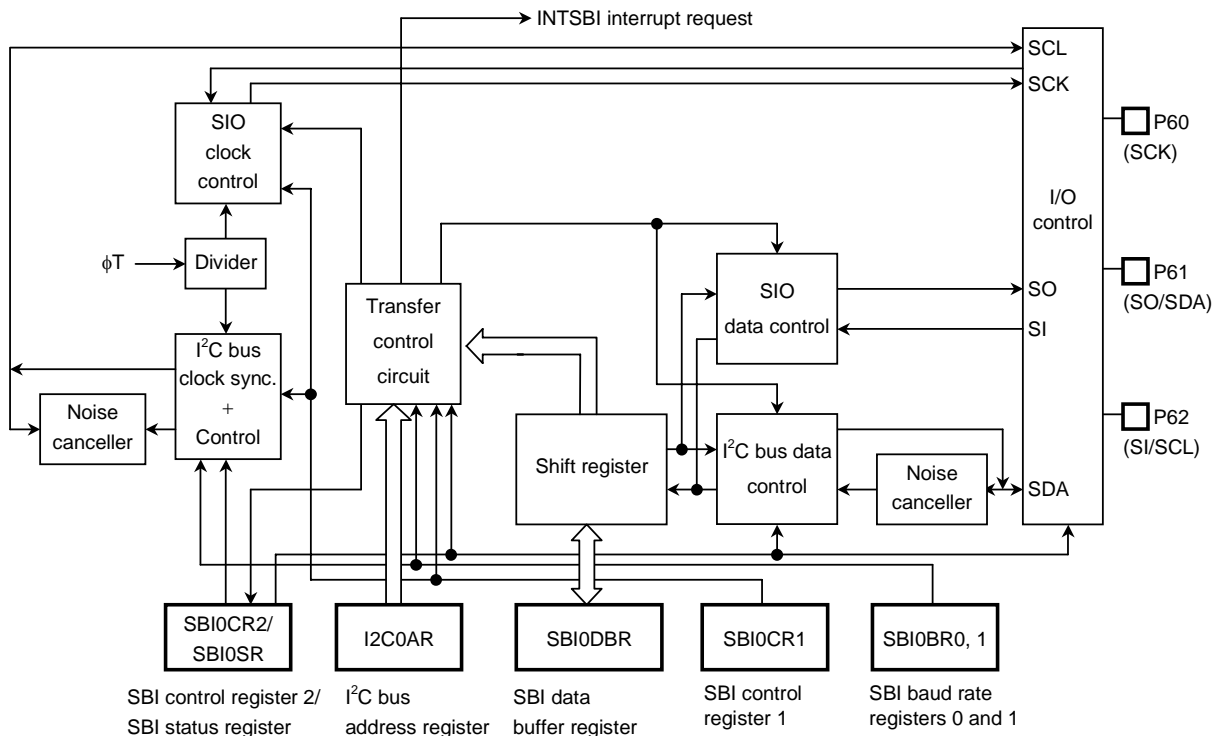 INTSBI interrupt request
SCL
SCK
SIO
clock
control
P60
(SCK)
I/O
control
ϕT
Divider
Transfer
control
circuit
SIO
data control
SO
SI
P61
(SO/SDA)
I²C bus
clock sync.
+
Control
Noise
canceller
Shift register
I²C bus data
control
Noise
canceller
SDA
P62
(SI/SCL)
SBI0CR2/
SBI0SR
I2C0AR
SBI0DBR
SBI0CR1
SBI0BR0, 1
SBI control register 2/
SBI status register
I²C bus
address register
SBI data
buffer register
SBI control
register 1
SBI baud rate
registers 0 and 1